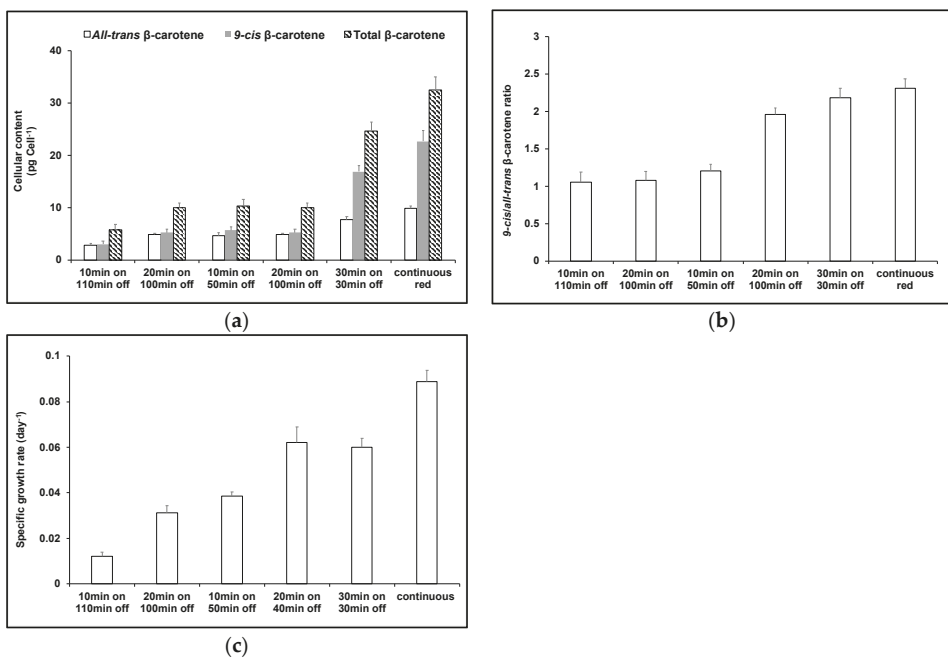 All-trans β-carotene 9-cis β-carotene Total β-carotene
40
30
20
10
0
Cellular content
(pg Cell⁻¹)
10min on 20min on 10min on 20min on 30min on continuous
110min off 100min off 50min off 100min off 30min off red
(a)
3
2.5
2
1.5
1
0.5
0
9-cis/all-trans β-carotene ratio
10min on 20min on 10min on 20min on 30min on continuous
110min off 100min off 50min off 100min off 30min off red
(b)
0.1
0.08
0.06
0.04
0.02
0
Specific growth rate (day⁻¹)
10min on 20min on 10min on 20min on 30min on continuous
110min off 100min off 50min off 40min off 30min off
(c)